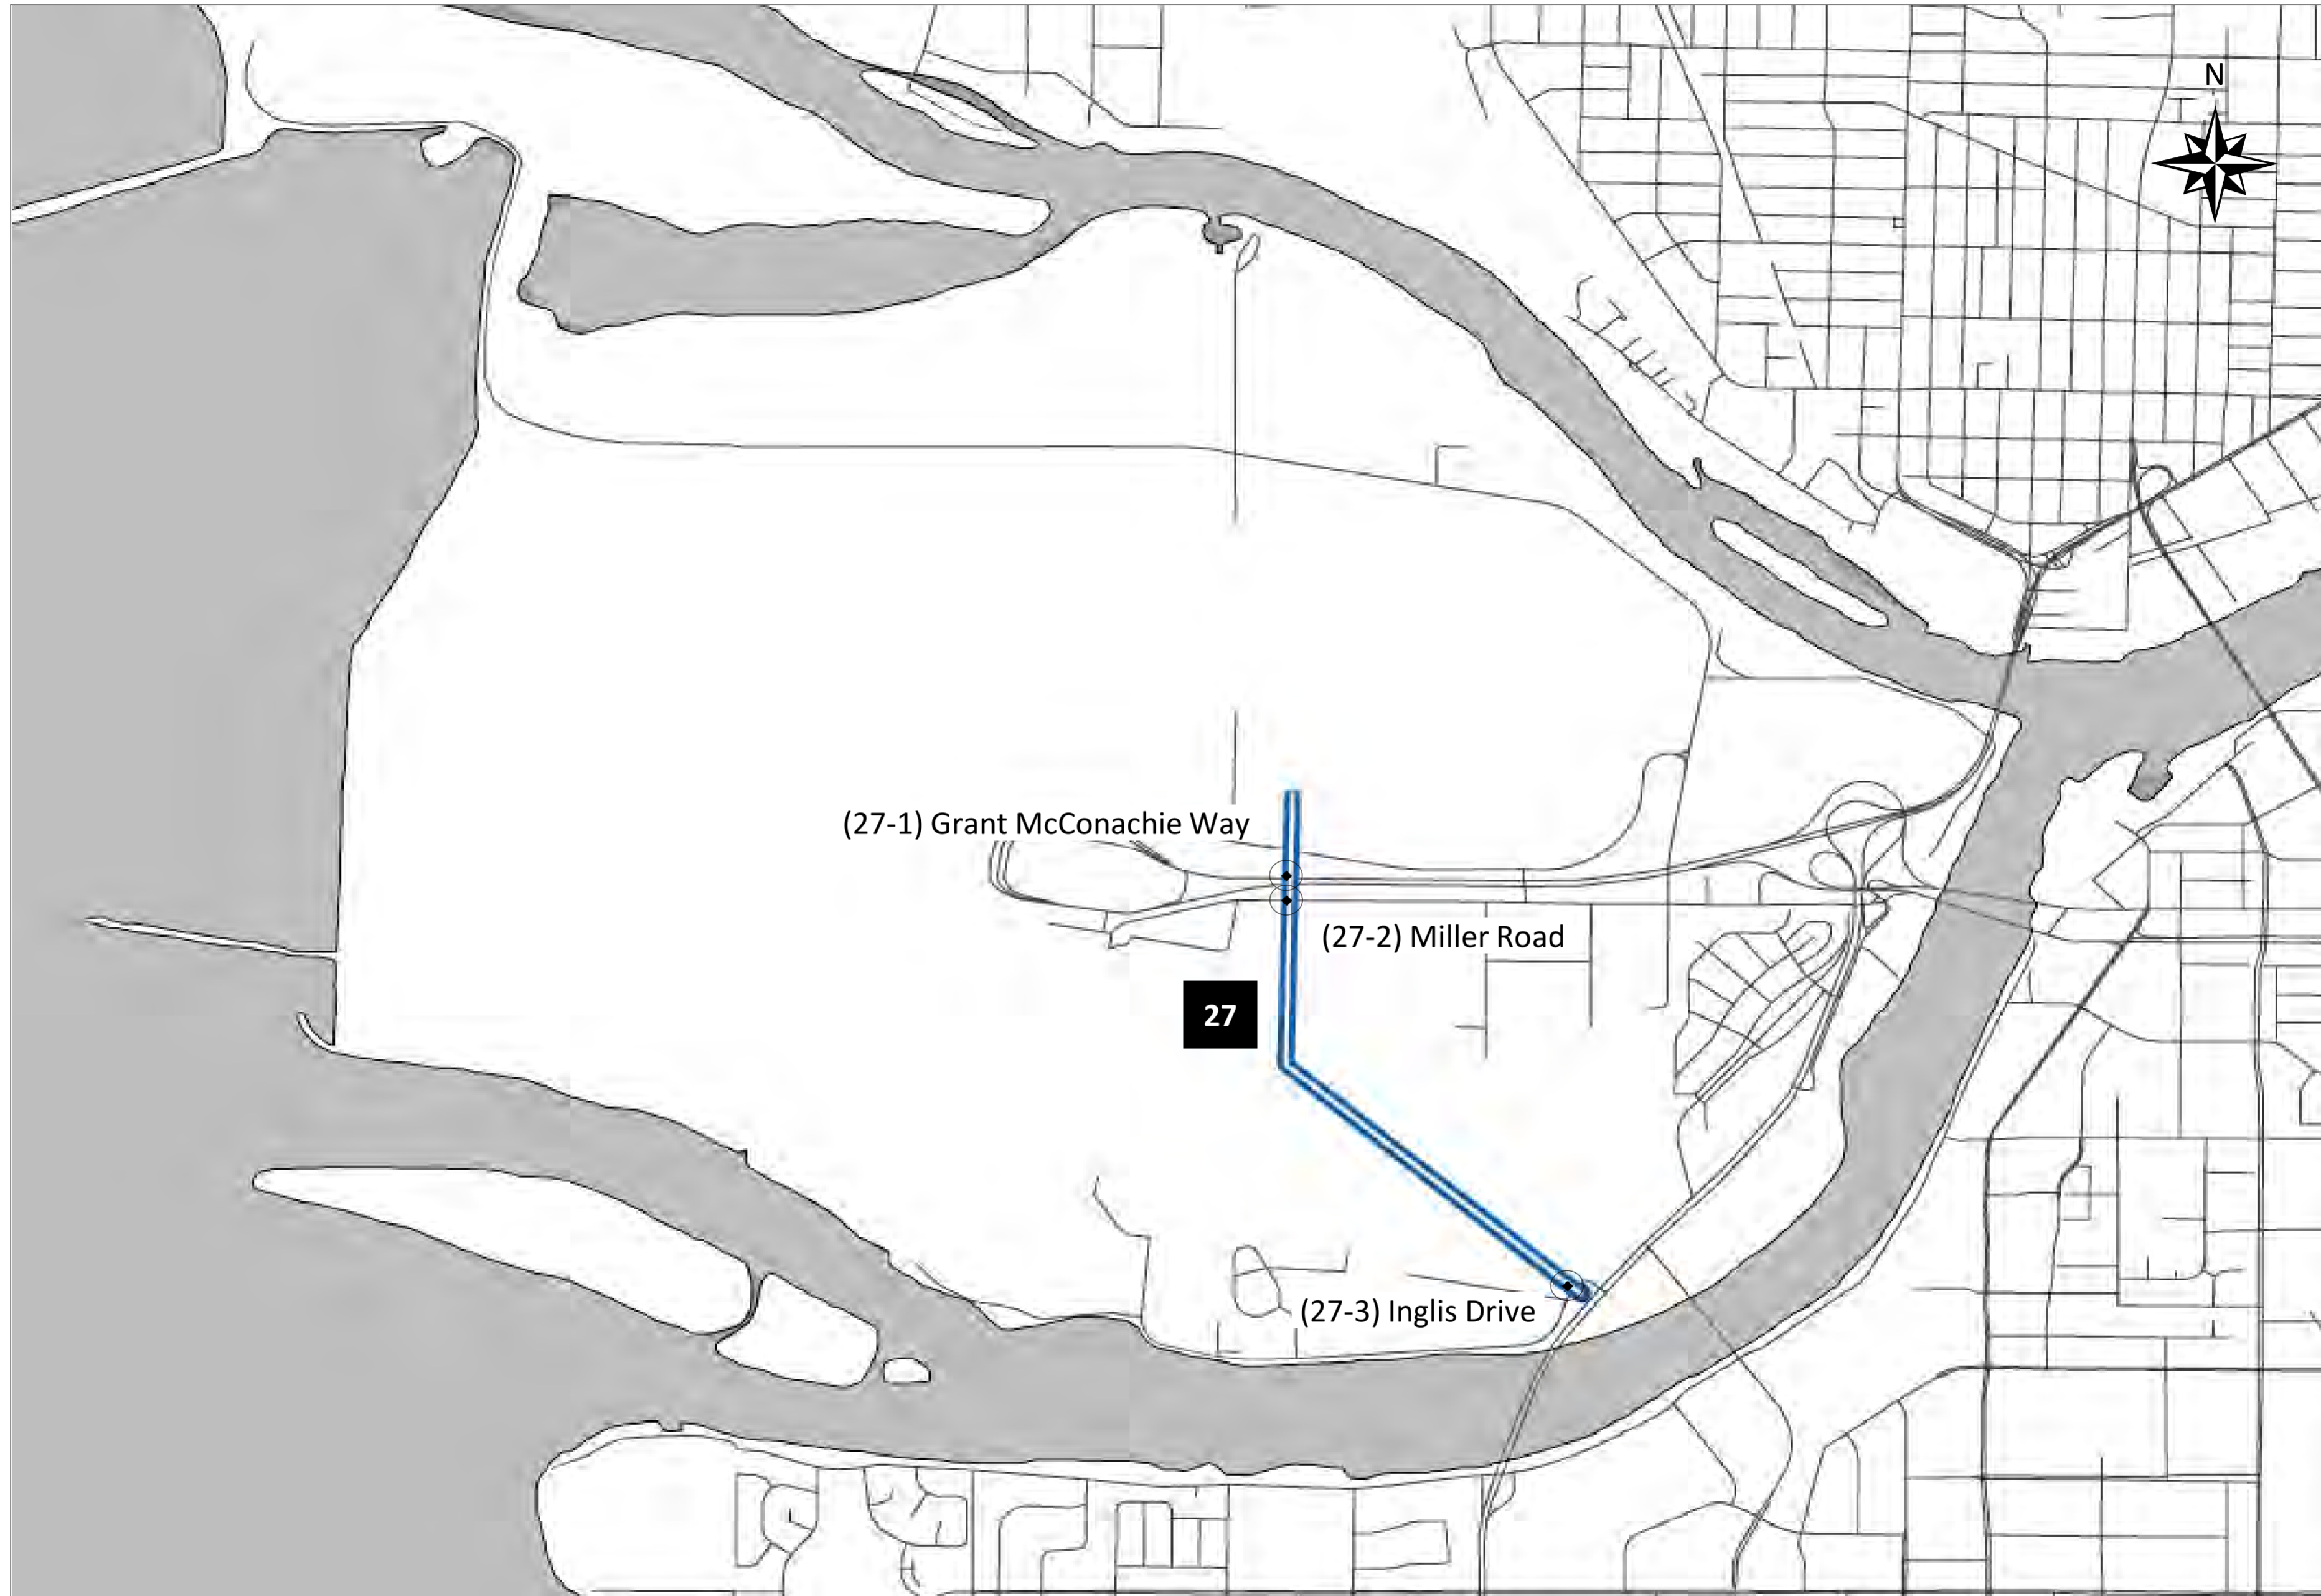 N
(27-1) Grant McConachie Way
(27-2) Miller Road
27
(27-3) Inglis Drive